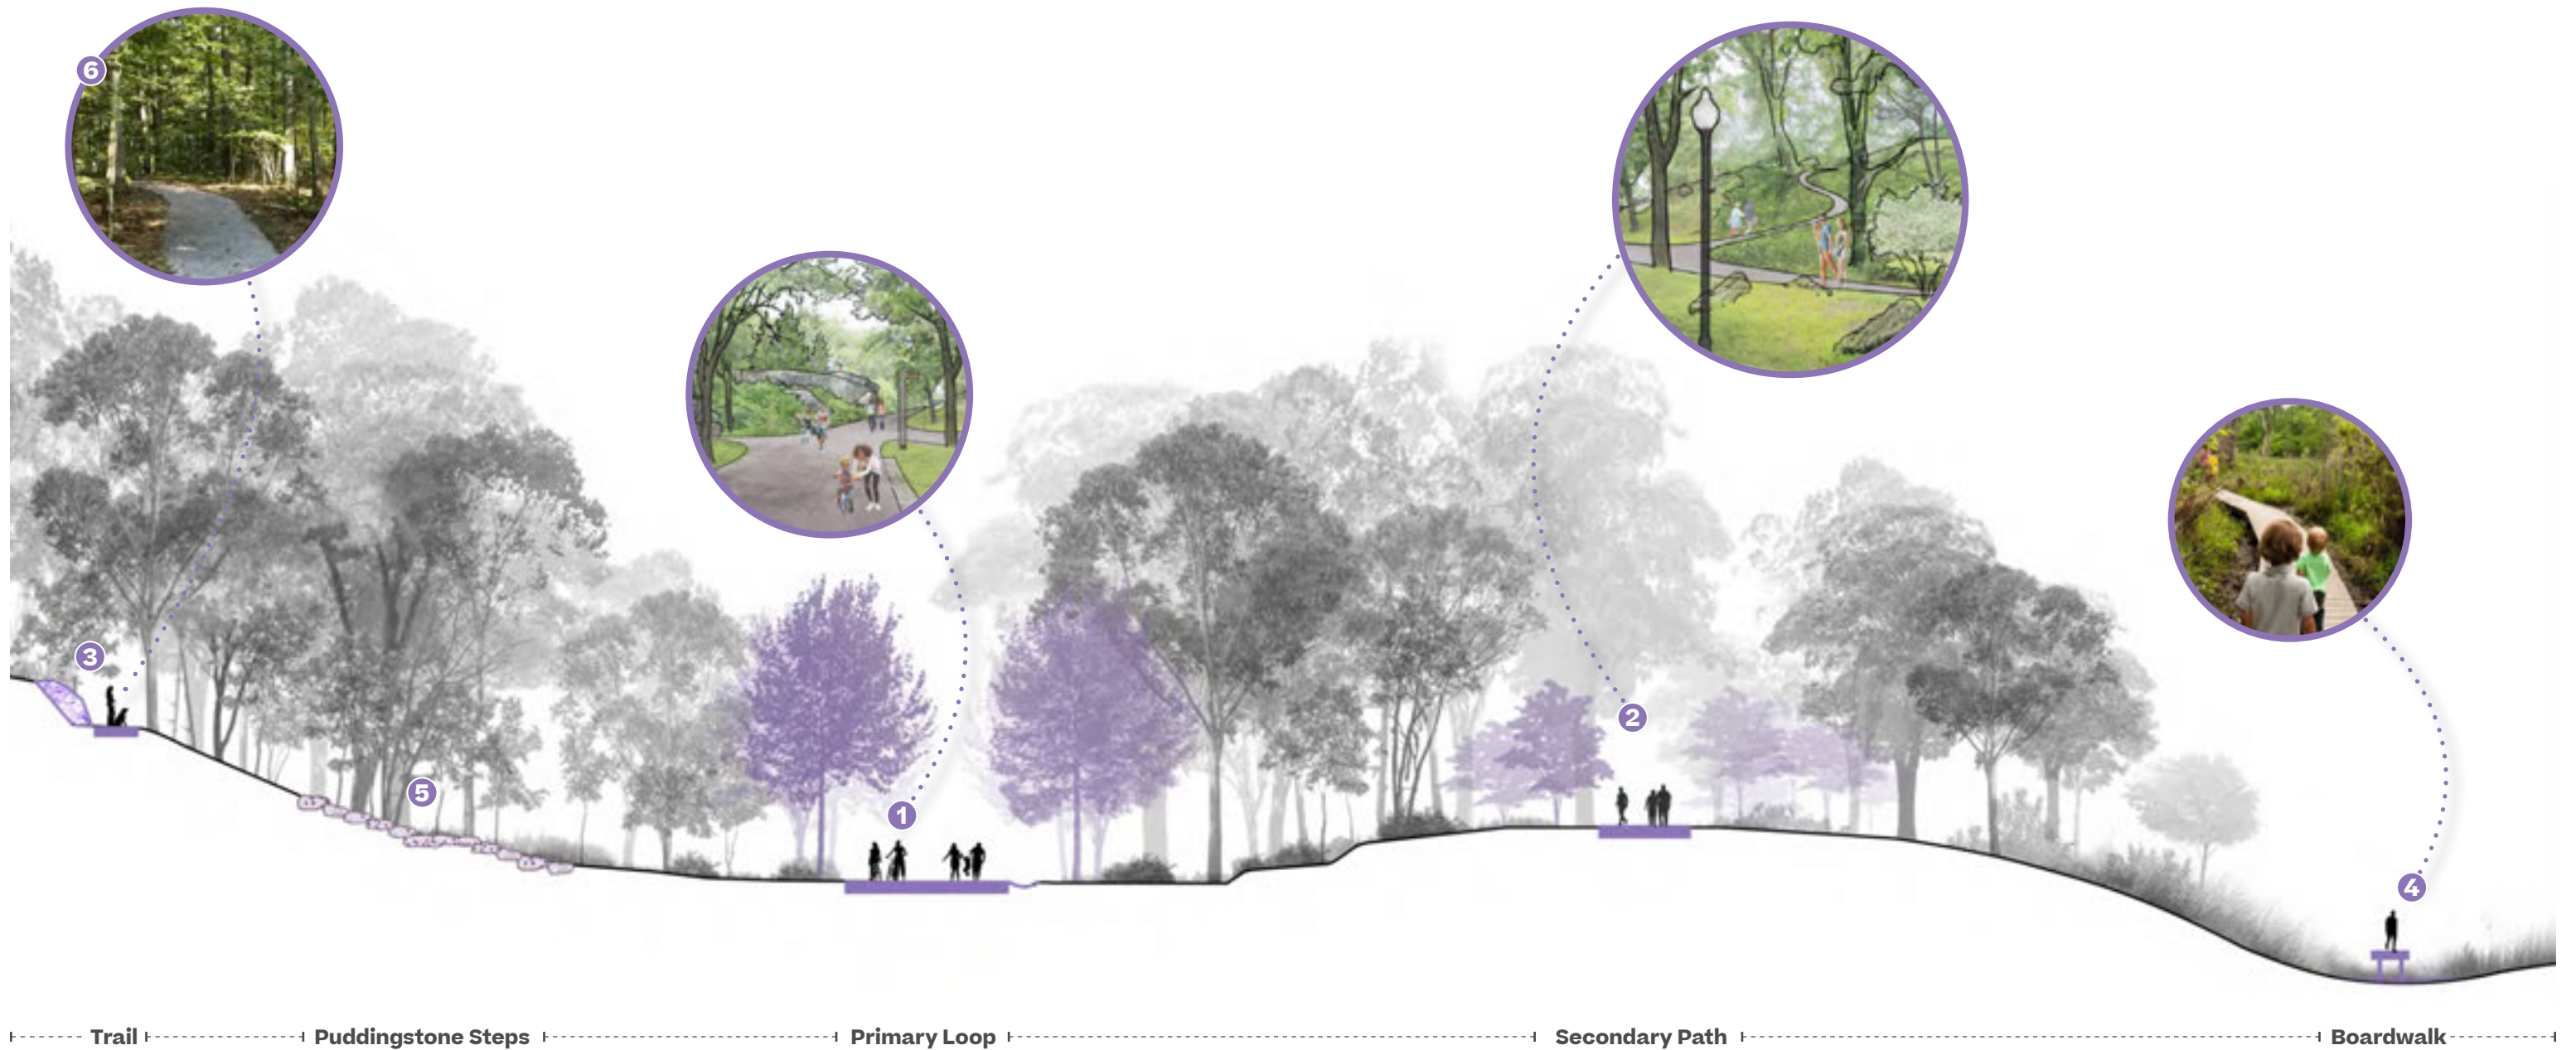 6
3
5
1
2
4
Trail
Puddingstone Steps
Primary Loop
Secondary Path
Boardwalk